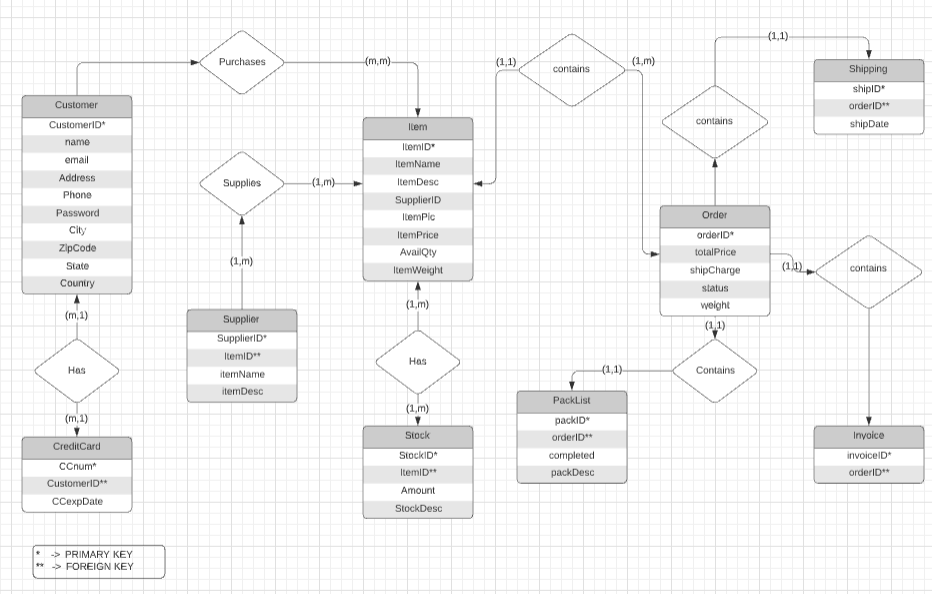 Purchases
(m,m)
Customer
CustomerID*
name
email
Address
Phone
Password
City
ZipCode
State
Country
(m,1)
Has
(m,1)
CreditCard
CCnum*
CustomerID**
CCexpDate
* -> PRIMARY KEY
** -> FOREIGN KEY
Supplies
(1,m)
(1,m)
Supplier
SupplierID*
ItemID**
itemName
itemDesc
Item
ItemID*
ItemName
ItemDesc
SupplierID
ItemPic
ItemPrice
AvailQty
ItemWeight
(1,m)
Has
(1,m)
Stock
StockID*
ItemID**
Amount
StockDesc
(1,1)
contains
(1,m)
(1,1)
contains
Shipping
shipID*
orderID**
shipDate
Order
orderID*
totalPrice
shipCharge
status
weight
(1,1)
contains
(1,1)
Contains
(1,1)
PackList
packID*
orderID**
completed
packDesc
Invoice
invoiceID*
orderID**